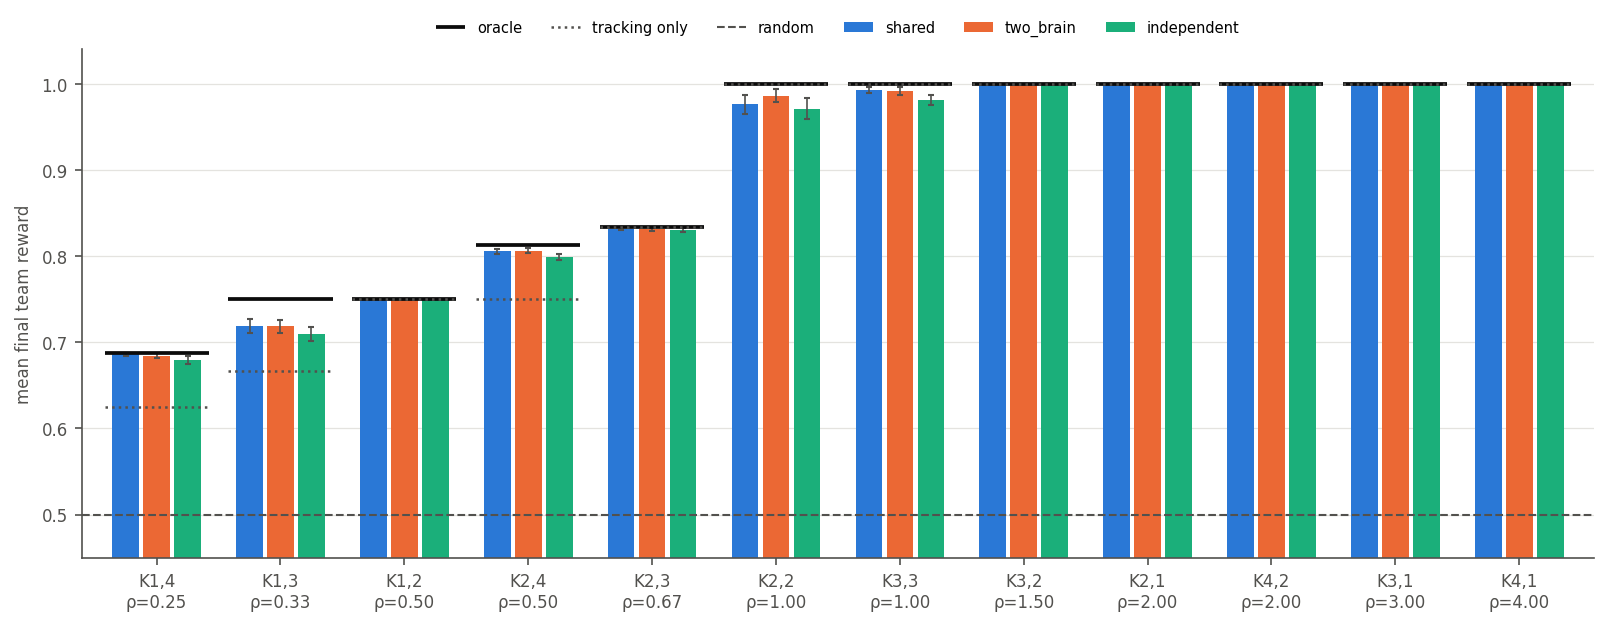 oracle tracking only random shared two_brain independent
mean final team reward
1.0
0.9
0.8
0.7
0.6
0.5
K1,4 K1,3 K1,2 K2,4 K2,3 K2,2 K3,3 K3,2 K2,1 K4,2 K3,1 K4,1
ρ=0.25 ρ=0.33 ρ=0.50 ρ=0.50 ρ=0.67 ρ=1.00 ρ=1.00 ρ=1.50 ρ=2.00 ρ=2.00 ρ=3.00 ρ=4.00